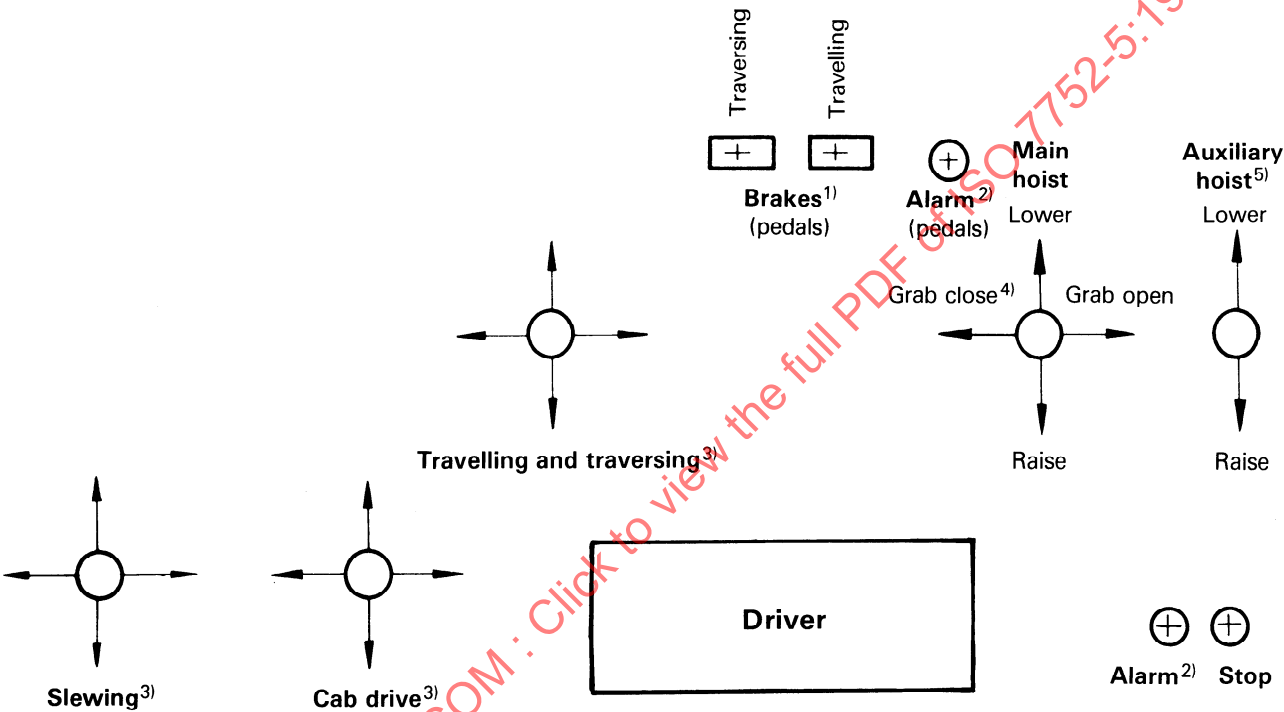 Traversing
Travelling
Brakes1)
(pedals)
Alarm2)
(pedals)
Main
hoist
Lower
Auxiliary
hoist5)
Lower
Grab close4)
Grab open
Travelling and traversing3)
Raise
Raise
Slewing3)
Cab drive3)
Driver
Alarm2)
Stop
COM : Click to view the full PDF of ISO 7752-5:19